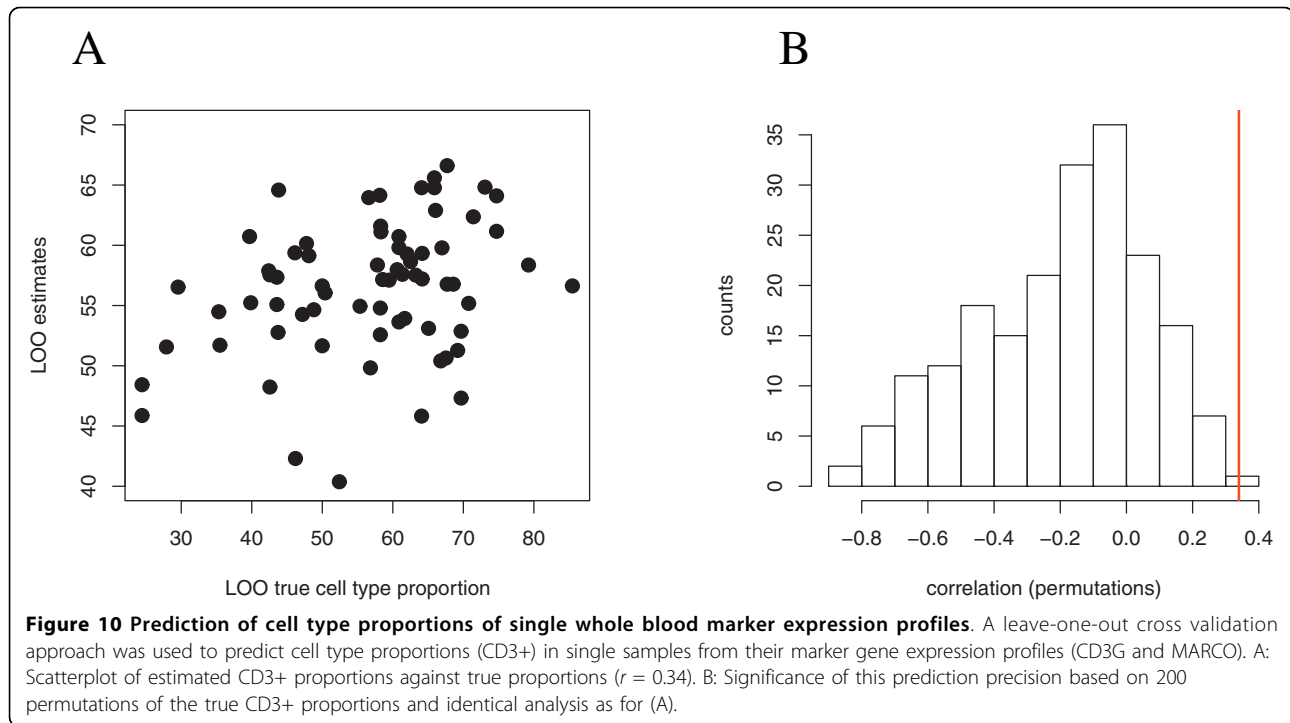 A
B
70
65
60
55
50
45
40
LOO estimates
30 40 50 60 70 80
LOO true cell type proportion
35
30
25
20
15
10
5
0
counts
−0.8 −0.6 −0.4 −0.2 0.0 0.2 0.4
correlation (permutations)
Figure 10 Prediction of cell type proportions of single whole blood marker expression profiles. A leave-one-out cross validation
approach was used to predict cell type proportions (CD3+) in single samples from their marker gene expression profiles (CD3G and MARCO). A:
Scatterplot of estimated CD3+ proportions against true proportions (r = 0.34). B: Significance of this prediction precision based on 200
permutations of the true CD3+ proportions and identical analysis as for (A).